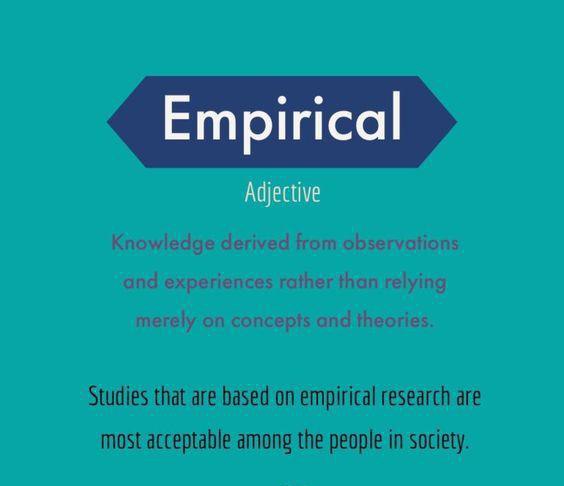 Empirical
Adjective
Knowledge derived from observations
and experiences rather than relying
merely on concepts and theories.
Studies that are based on empirical research are
most acceptable among the people in society.